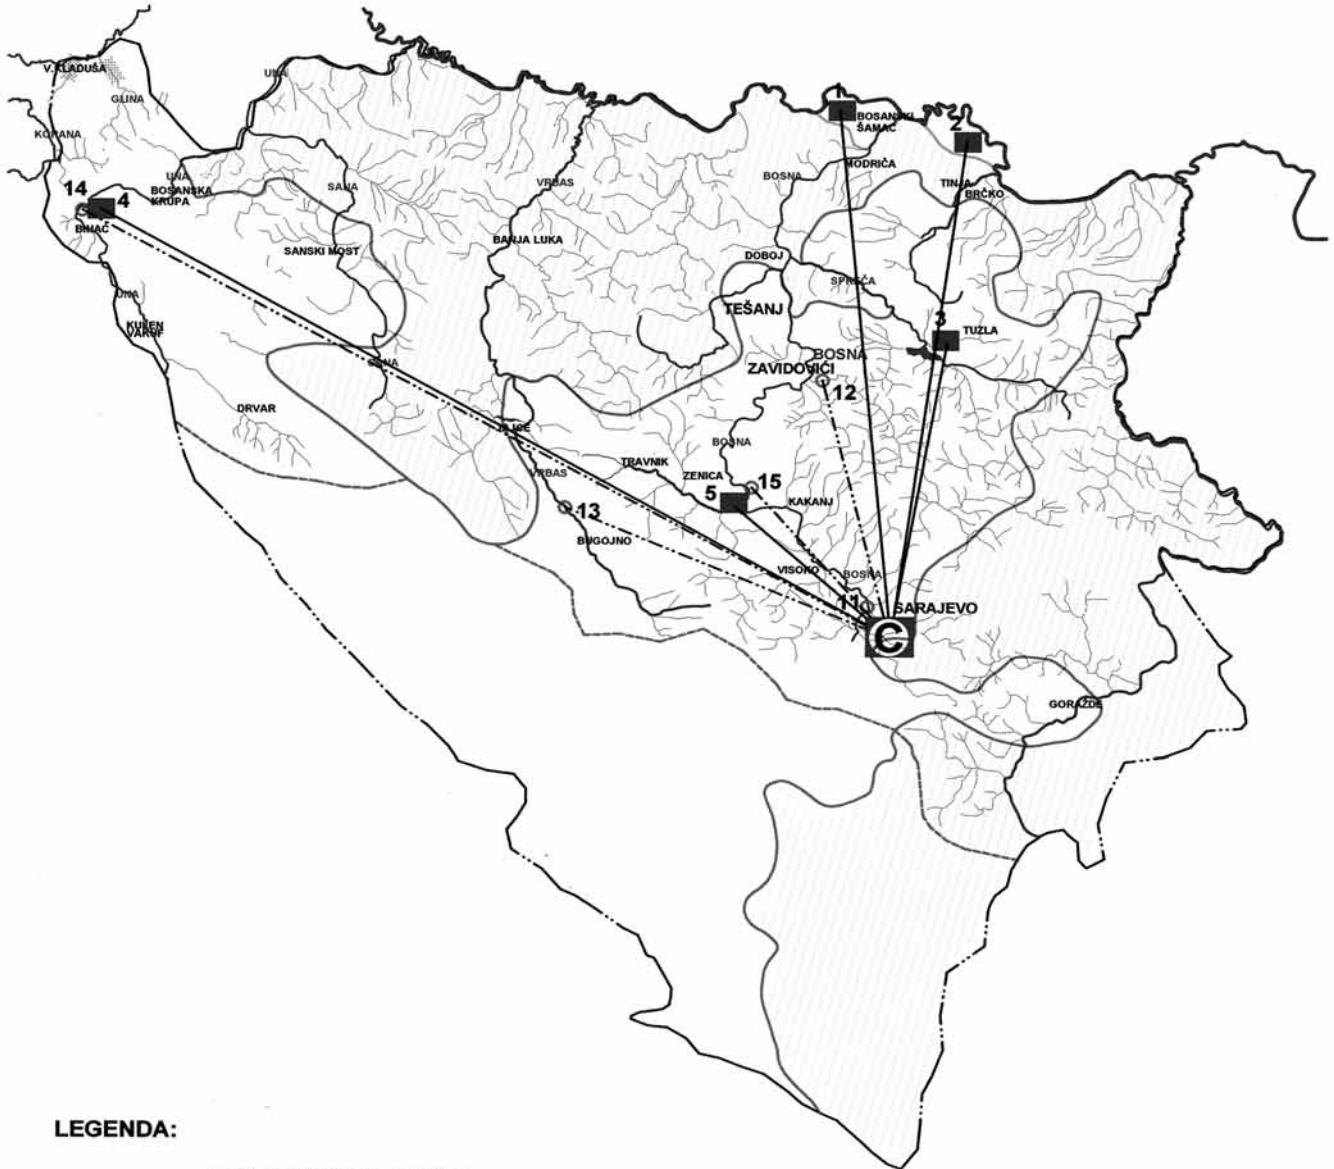 V. KLADUŠA
UNA
GLINA
KORANA
1
BOSANSKI
ŠAMAC
2
MODRIČA
BOSNA
VRBAS
UNA
SANA
TINJA
BRČKO
14
BOSANSKA
KRUPA
4
BIHAĆ
BANJA LUKA
SANSKI MOST
DOBOJ
SPREČA
UNA
TEŠANJ
3
TUZLA
KULEN
VAKUF
BOSNA
ZAVIDOVIĆI
SANA
12
DRVAR
JAJCE
BOSNA
TRAVNIK
VRBAS
ZENICA
15
5
KAKANJ
13
BUGOJNO
VISOKO
BOSNA
11
SARAJEVO
C
GORAŽDE
LEGENDA: